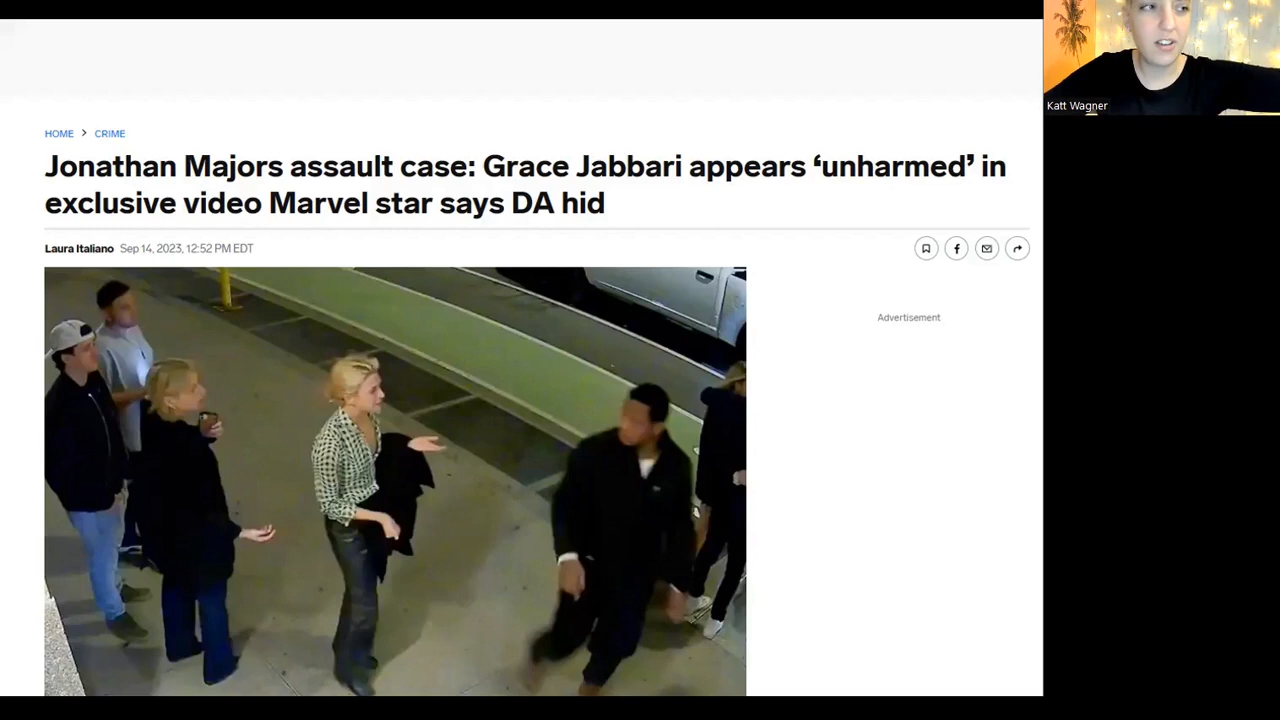 HOME > CRIME
Jonathan Majors assault case: Grace Jabbari appears ‘unharmed’ in
exclusive video Marvel star says DA hid
Laura Italiano Sep 14, 2023, 12:52 PM EDT
Advertisement
Katt Wagner